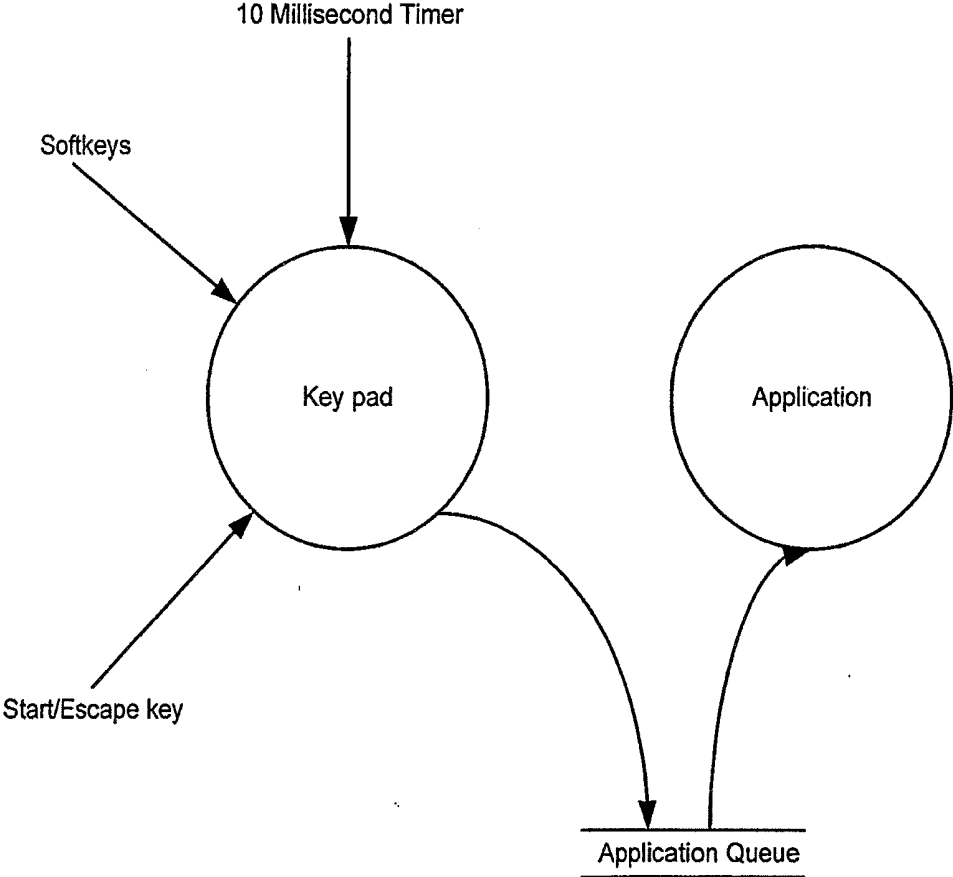 10 Millisecond Timer
Softkeys
Key pad
Application
Start/Escape key
Application Queue